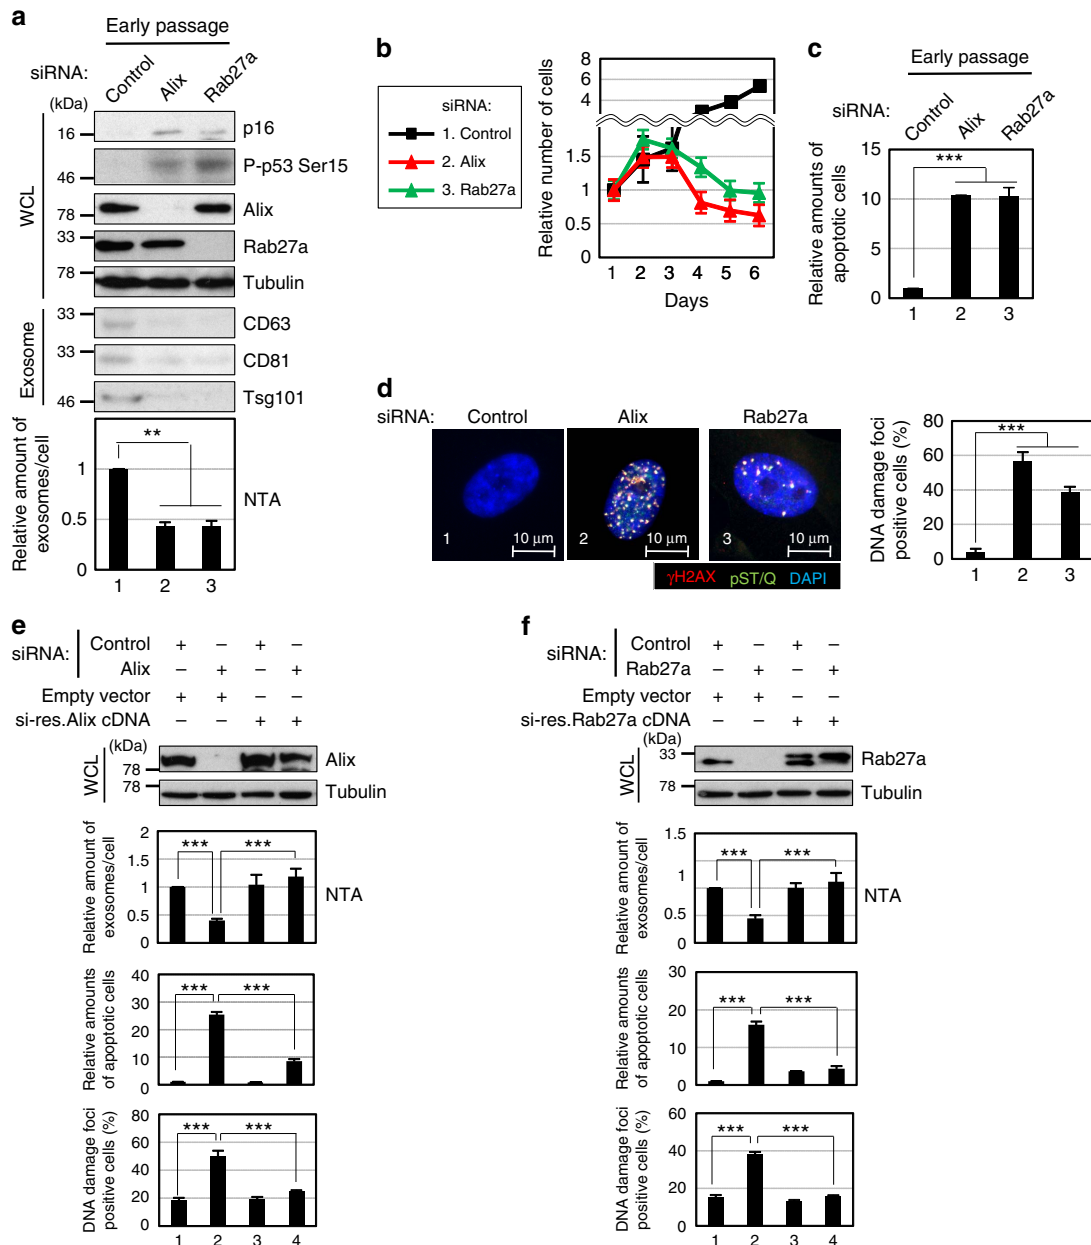 a
Early passage
siRNA:
Control
Alix
Rab27a
(kDa)
WCL
16
p16
46
P-p53 Ser15
78
Alix
33
Rab27a
78
Tubulin
Exosome
33
CD63
33
CD81
46
Tsg101
Relative amount of
exosomes/cell
1
0.5
0
**
NTA
1 2 3
b
siRNA:
1. Control
2. Alix
3. Rab27a
Relative number of cells
8
6
4
1.5
1
0.5
0
1 2 3 4 5 6
Days
c
Early passage
siRNA:
Control
Alix
Rab27a
Relative amounts of
apoptotic cells
15
10
5
0
***
1 2 3
d
siRNA:
Control
Alix
Rab27a
1
10 μm
2
10 μm
3
10 μm
γH2AX pST/Q DAPI
DNA damage foci
positive cells (%)
80
60
40
20
0
***
1 2 3
e
siRNA:
Control + – + –
Alix – + – +
Empty vector + + – –
si-res.Alix cDNA – – + +
(kDa)
WCL
78
Alix
78
Tubulin
Relative amount of
exosomes/cell
2
1.5
1
0.5
0
*** ***
NTA
Relative amounts
of apoptotic cells
40
30
20
10
0
*** ***
DNA damage foci
positive cells (%)
80
60
40
20
0
*** ***
1 2 3 4
f
siRNA:
Control + – + –
Rab27a – + – +
Empty vector + + – –
si-res.Rab27a cDNA – – + +
(kDa)
WCL
33
Rab27a
78
Tubulin
Relative amount of
exosomes/cell
1.5
1
0.5
0
*** ***
NTA
Relative amounts
of apoptotic cells
30
20
10
0
*** ***
DNA damage foci
positive cells (%)
60
40
20
0
*** ***
1 2 3 4